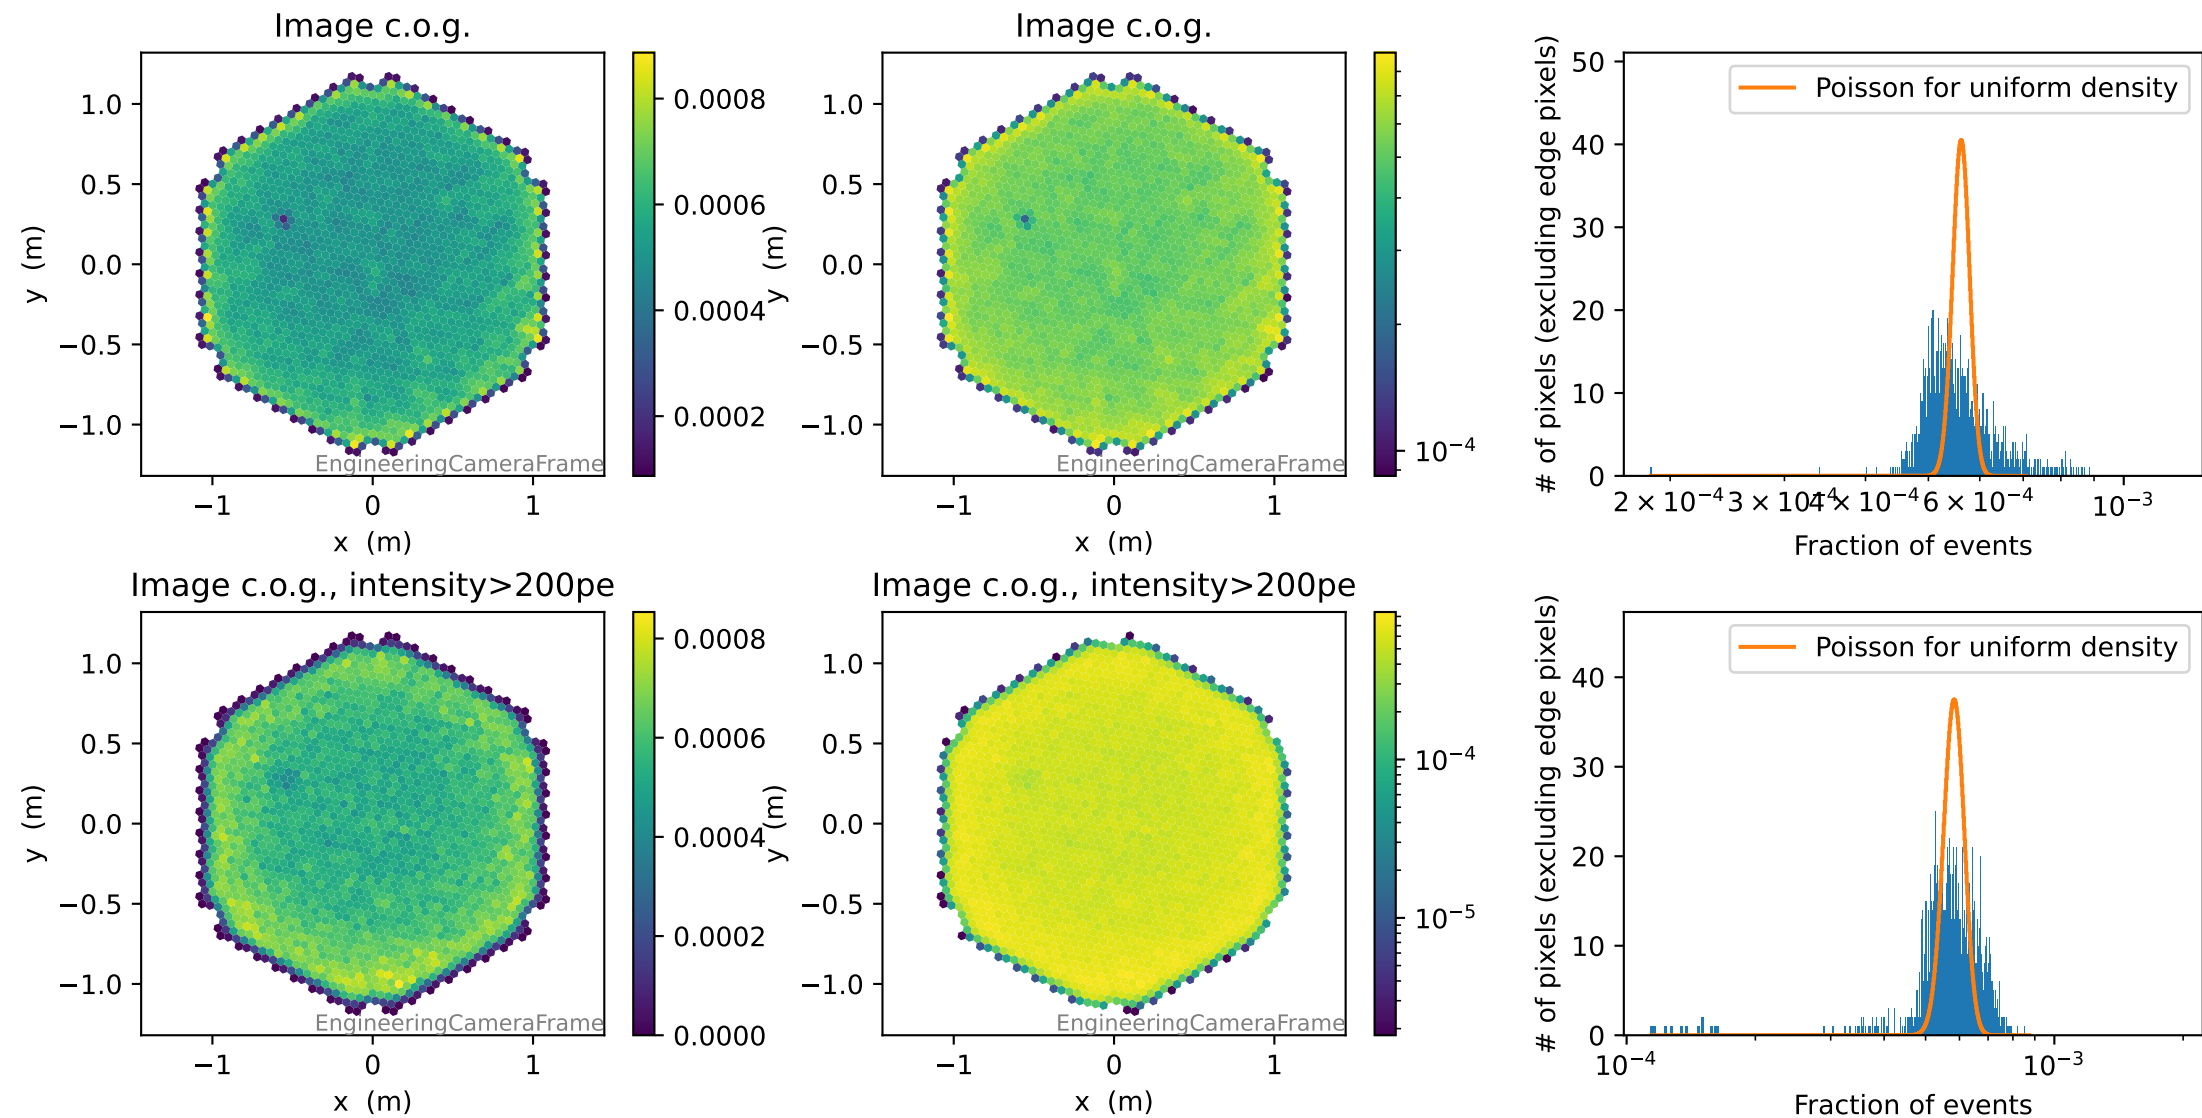 Image c.o.g.
1.0
0.5
0.0
−0.5
−1.0
y (m)
−1
0
1
x (m)
EngineeringCameraFrame
0.0008
0.0006
0.0004
0.0002
Image c.o.g.
1.0
0.5
0.0
−0.5
−1.0
y (m)
−1
0
1
x (m)
EngineeringCameraFrame
10⁻⁴
# of pixels (excluding edge pixels)
50
40
30
20
10
0
Poisson for uniform density
2 × 10⁻⁴
3 × 10⁻⁴
4 × 10⁻⁴
6 × 10⁻⁴
10⁻³
Fraction of events
Image c.o.g., intensity>200pe
1.0
0.5
0.0
−0.5
−1.0
y (m)
−1
0
1
x (m)
EngineeringCameraFrame
0.0008
0.0006
0.0004
0.0002
0.0000
Image c.o.g., intensity>200pe
1.0
0.5
0.0
−0.5
−1.0
y (m)
−1
0
1
x (m)
EngineeringCameraFrame
10⁻⁴
10⁻⁵
# of pixels (excluding edge pixels)
40
30
20
10
0
Poisson for uniform density
10⁻⁴
10⁻³
Fraction of events